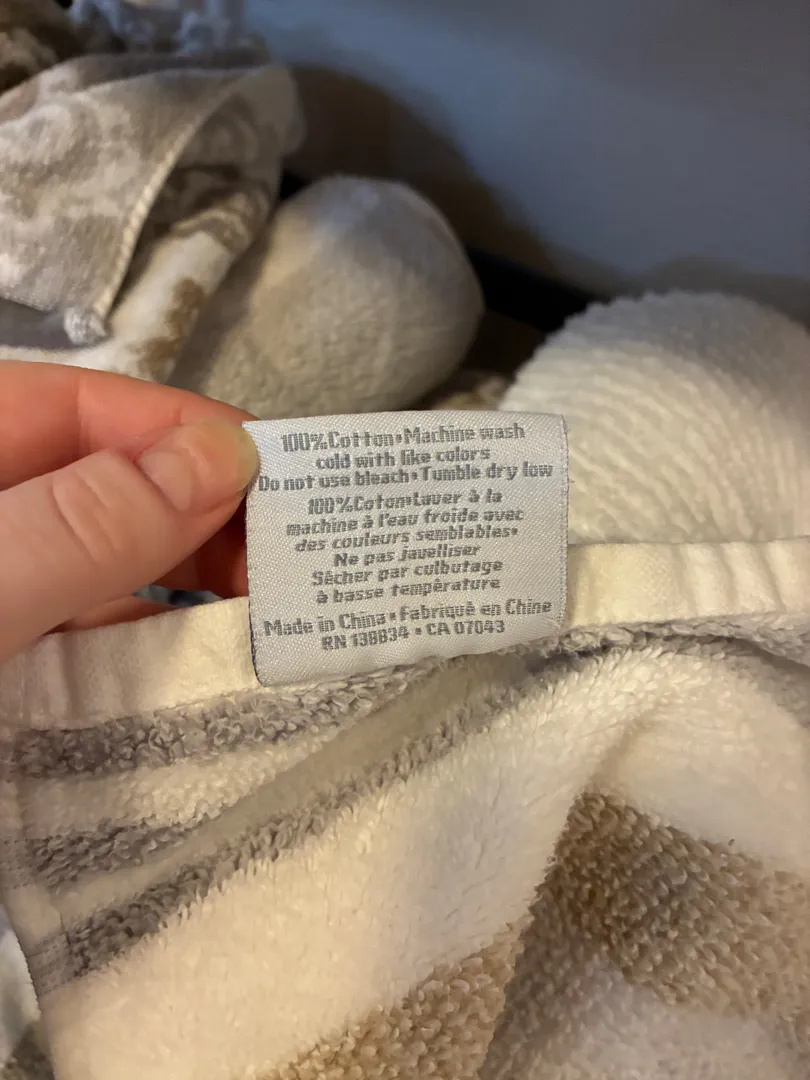 100%Cotton•Machine wash
cold with like colors
Do not use bleach•Tumble dry low
100%Coton•Laver à la
machine à l'eau froide avec
des couleurs semblables•
Ne pas javelliser
Sécher par culbutage
à basse température
Made in China • Fabriqué en Chine
RN 138834 • CA 07043